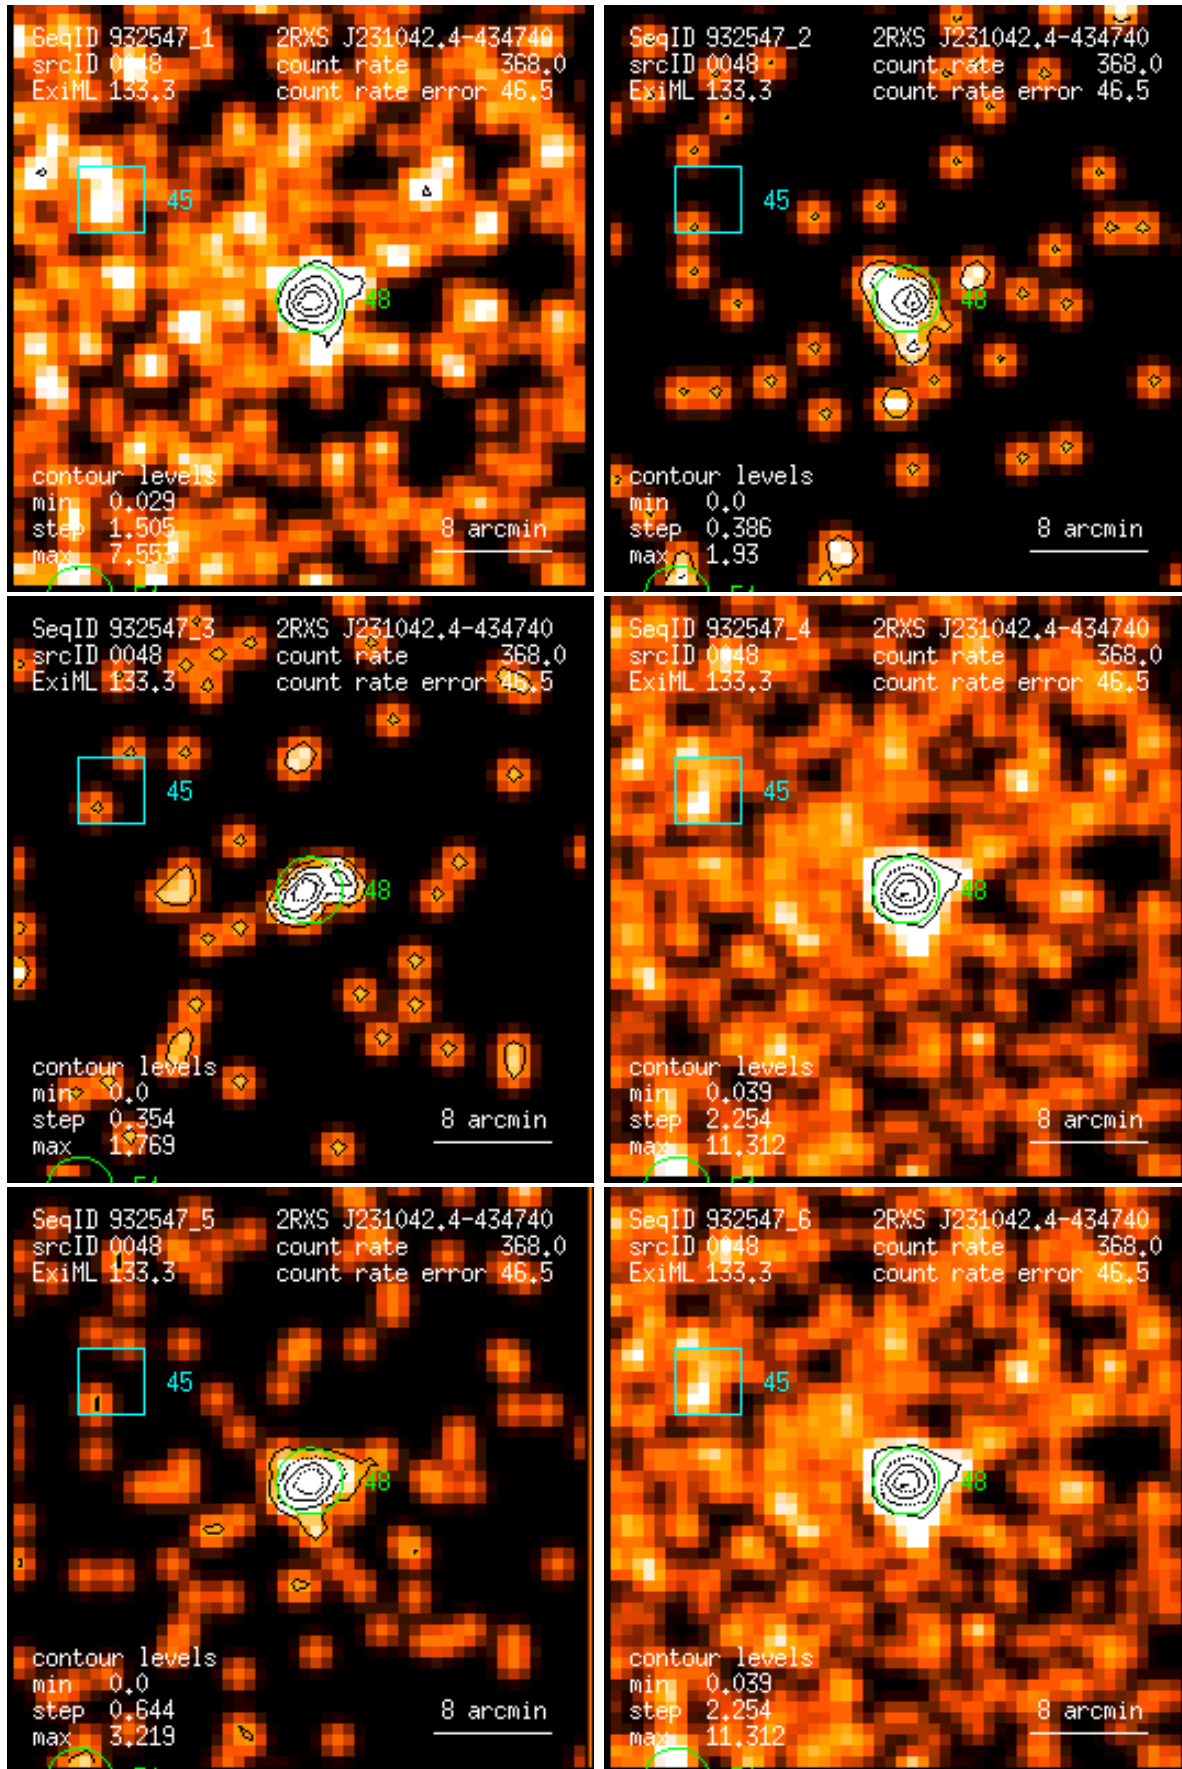 SeqID 932547_1 2RXS J231042.4-434740
srcID 0048 count rate 368.0
ExiML 133.3 count rate error 46.5
45
48
contour levels
min 0.029
step 1.505
max 7.553
8 arcmin
SeqID 932547_2 2RXS J231042.4-434740
srcID 0048 count rate 368.0
ExiML 133.3 count rate error 46.5
45
48
contour levels
min 0.0
step 0.386
max 1.93
8 arcmin
SeqID 932547_3 2RXS J231042.4-434740
srcID 0048 count rate 368.0
ExiML 133.3 count rate error 46.5
45
48
contour levels
min 0.0
step 0.354
max 1.769
8 arcmin
SeqID 932547_4 2RXS J231042.4-434740
srcID 0048 count rate 368.0
ExiML 133.3 count rate error 46.5
45
48
contour levels
min 0.039
step 2.254
max 11.312
8 arcmin
SeqID 932547_5 2RXS J231042.4-434740
srcID 0048 count rate 368.0
ExiML 133.3 count rate error 46.5
45
48
contour levels
min 0.0
step 0.644
max 3.219
8 arcmin
SeqID 932547_6 2RXS J231042.4-434740
srcID 0048 count rate 368.0
ExiML 133.3 count rate error 46.5
45
48
contour levels
min 0.039
step 2.254
max 11.312
8 arcmin